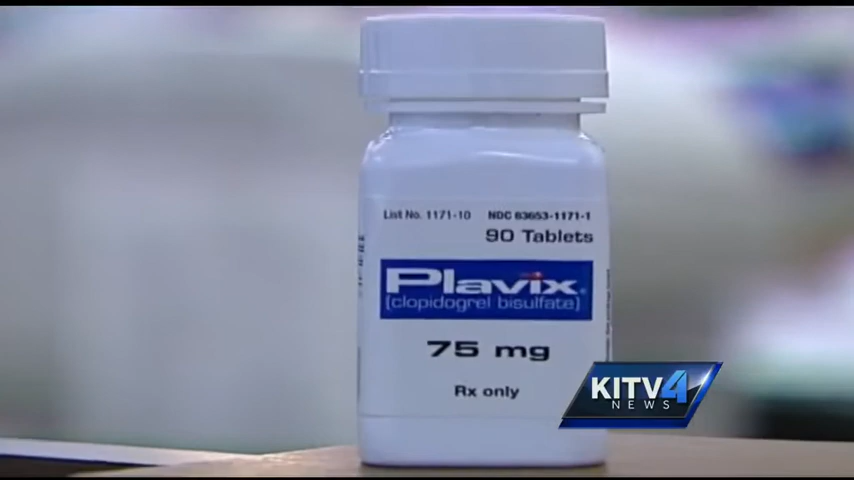 List No. 1171-10 NDC 63653-1171-1
90 Tablets
Plavix®
(clopidogrel bisulfate)
75 mg
Rx only
KITV4
NEWS